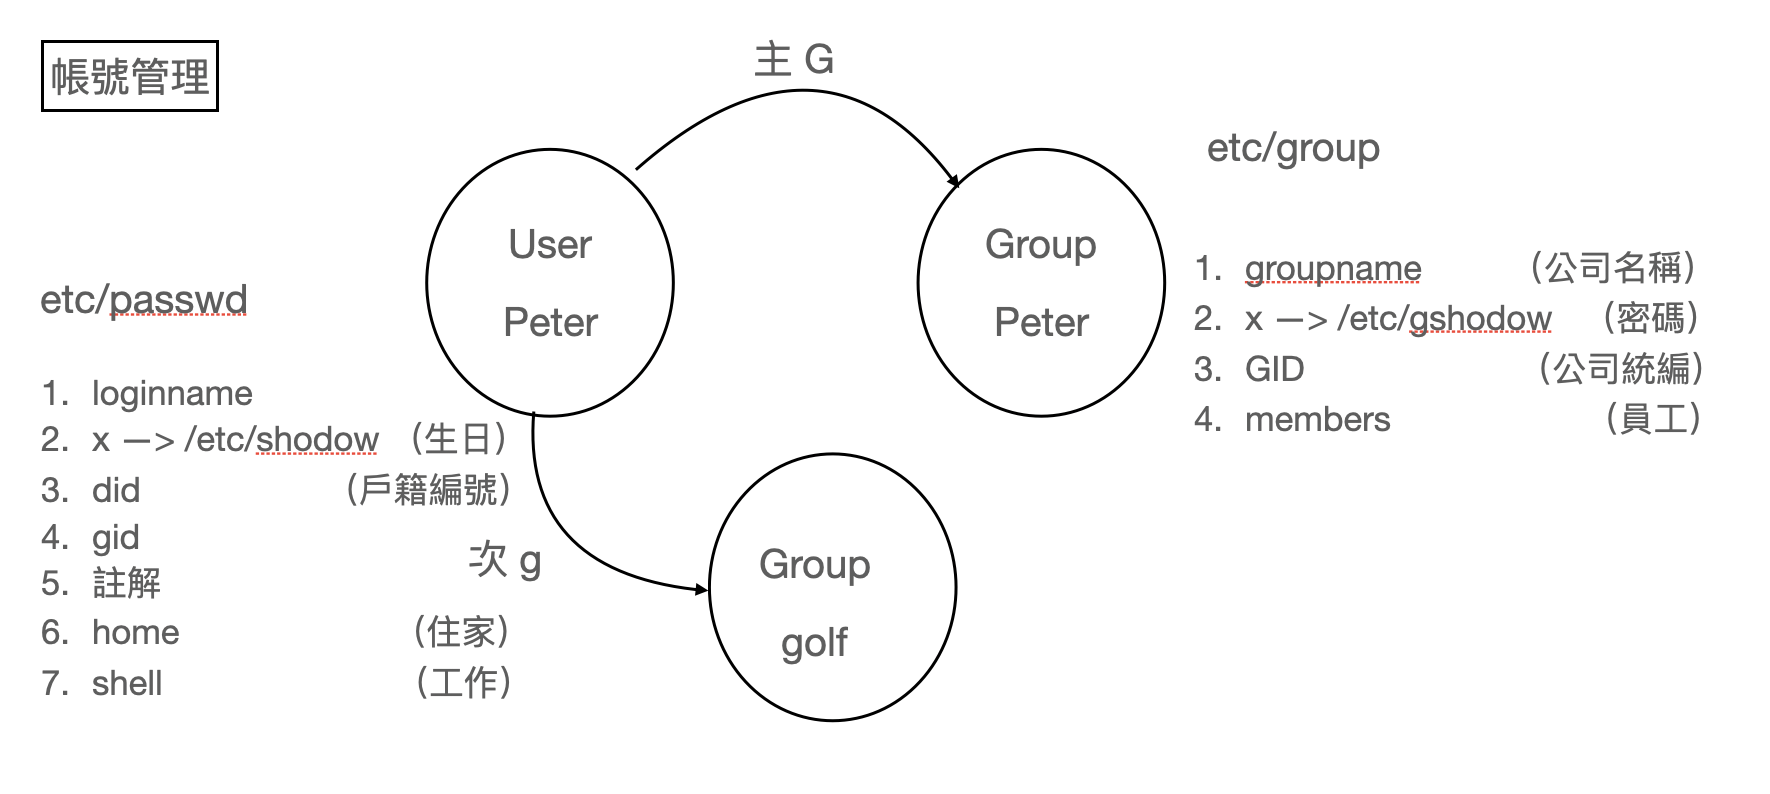 帳號管理
主 G
User
Peter
Group
Peter
etc/group
1. groupname （公司名稱）
2. x —> /etc/gshodow （密碼）
3. GID （公司統編）
4. members （員工）
etc/passwd
1. loginname
2. x —> /etc/shodow （生日）
3. did （戶籍編號）
4. gid
5. 註解
6. home （住家）
7. shell （工作）
次 g
Group
golf